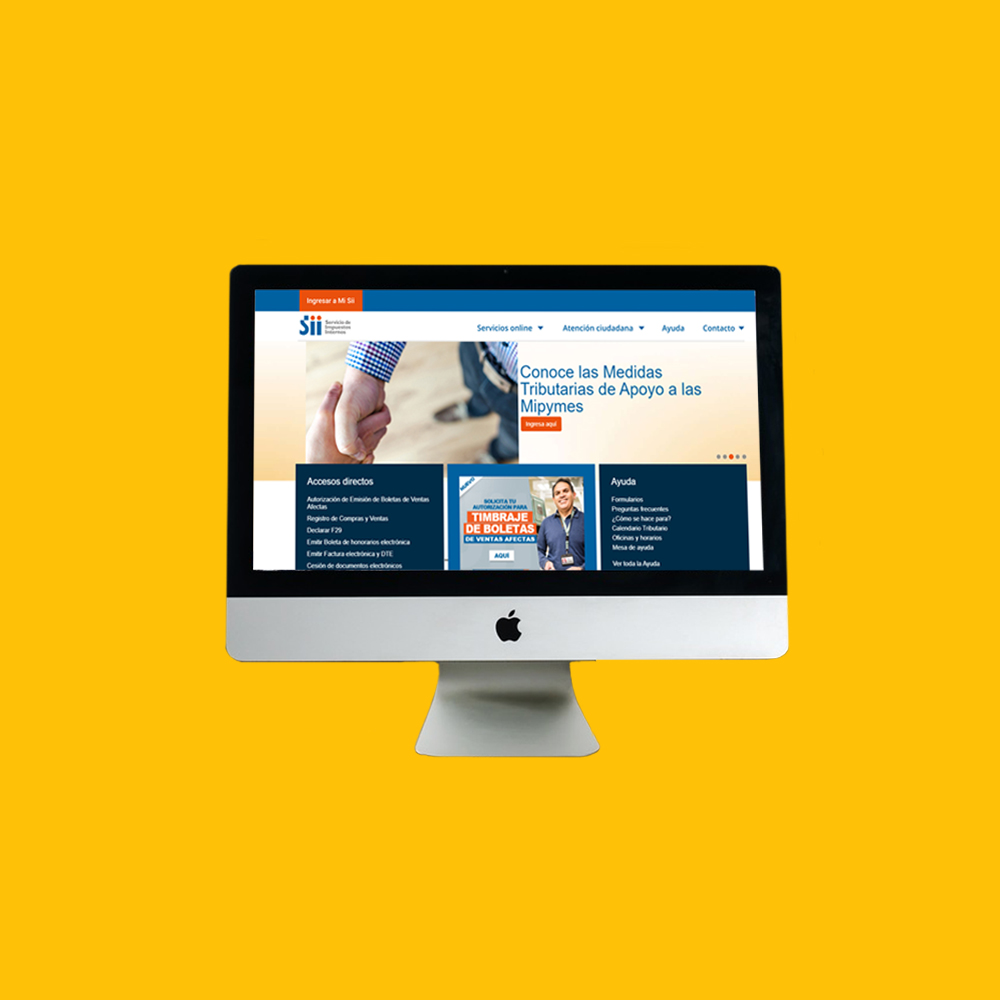 Ingresar a Mi Sii
Sii
Servicio de
Impuestos
Internos
Servicios online
Atención ciudadana
Ayuda
Contacto
Conoce las Medidas
Tributarias de Apoyo a las
Mipymes
Ingresa aquí
Accesos directos
Autorización de Emisión de Boletas de Ventas
Afectas
Registro de Compras y Ventas
Declarar F29
Emitir Boleta de honorarios electrónica
Emitir Factura electrónica y DTE
Cesión de documentos electrónicos
NUEVO
SOLICITA TU
AUTORIZACIÓN PARA
TIMBRAJE
DE BOLETAS
DE VENTAS AFECTAS
AQUÍ
Ayuda
Formularios
Preguntas frecuentes
¿Cómo se hace para?
Calendario Tributario
Oficinas y horarios
Mesa de ayuda
Ver toda la Ayuda